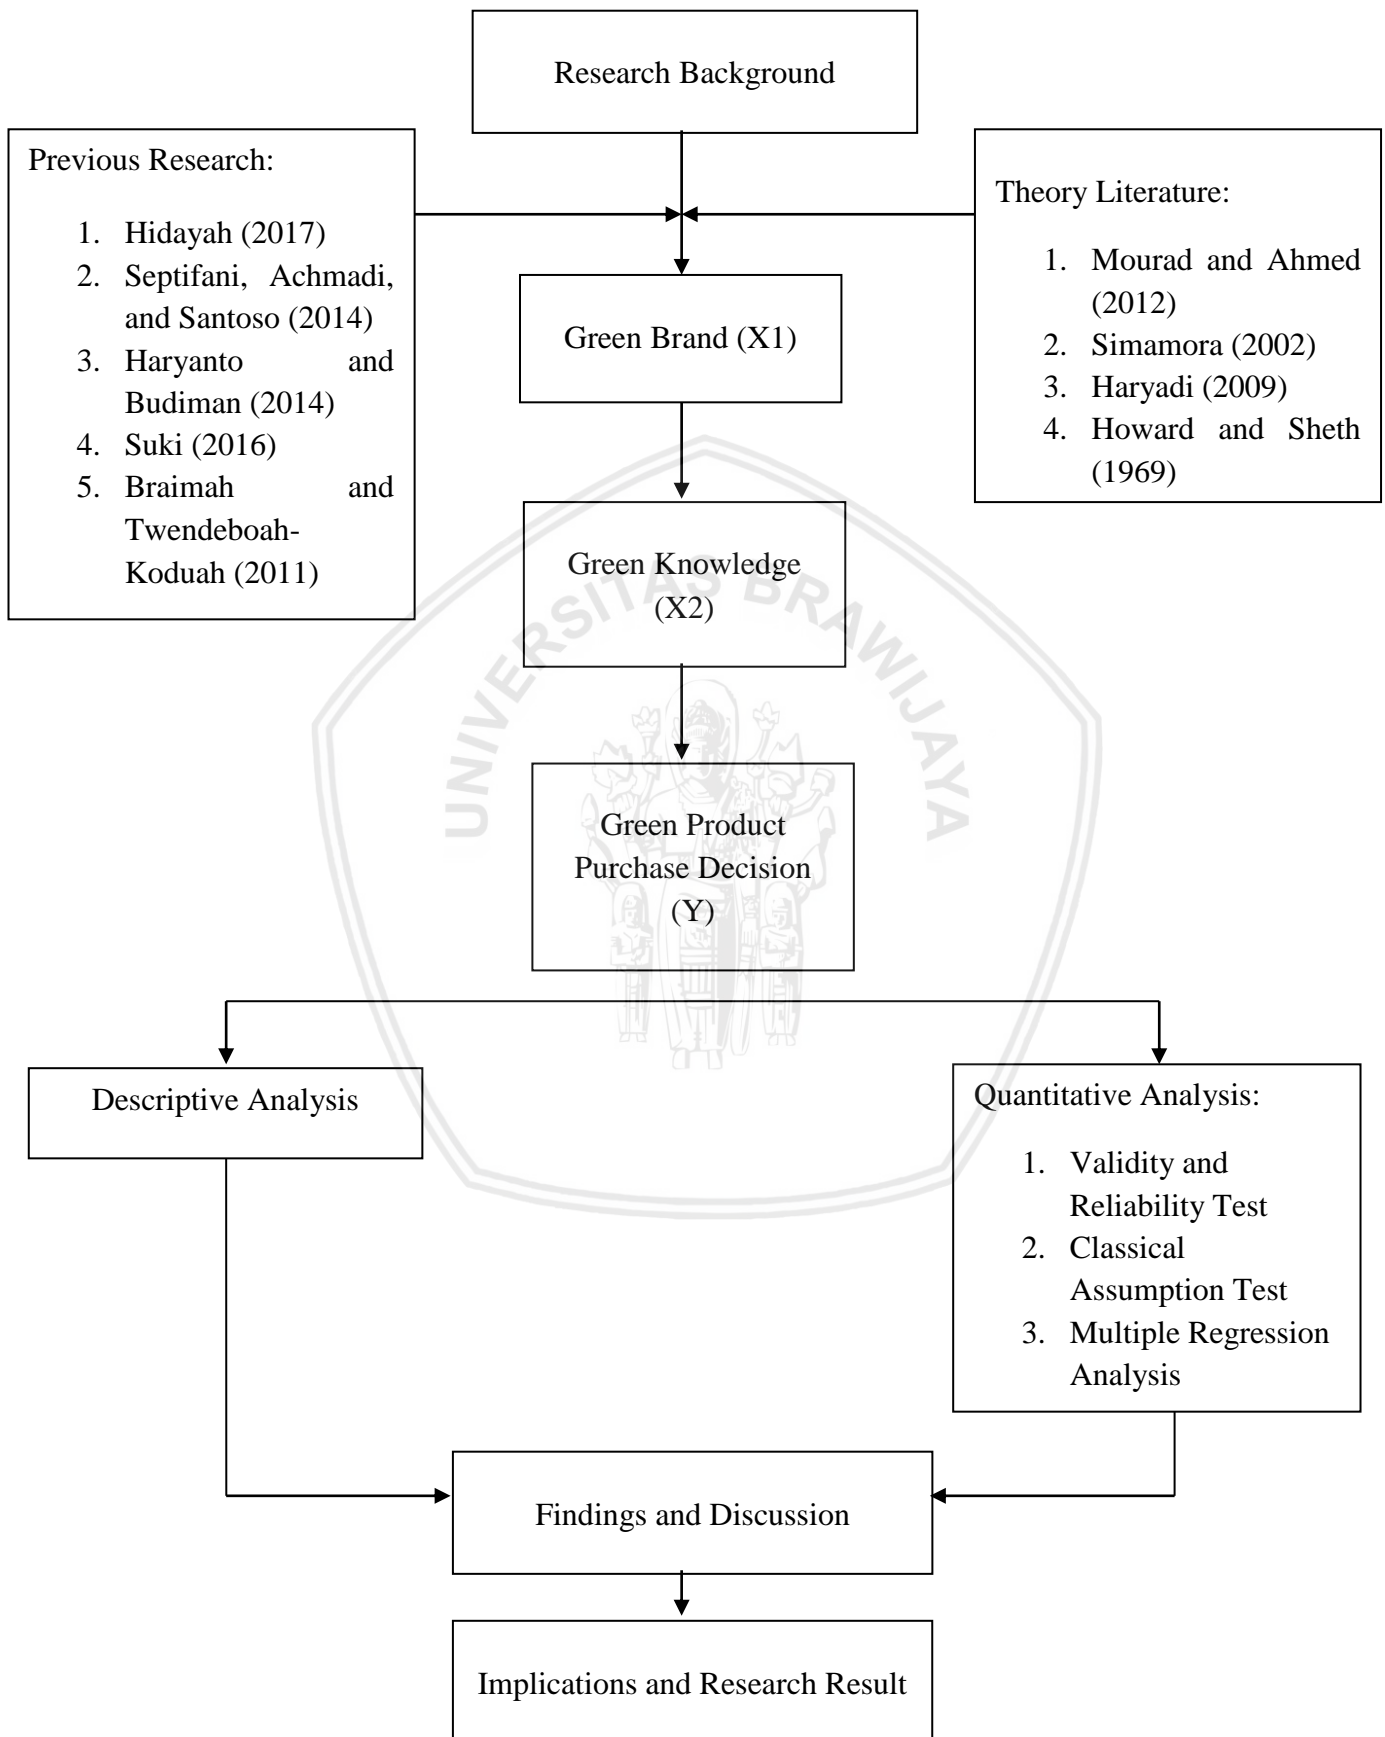 Research Background
Previous Research:
1. Hidayah (2017)
2. Septifani, Achmadi,
and Santoso (2014)
3. Haryanto and
Budiman (2014)
4. Suki (2016)
5. Braimah and
Twendeboah-
Koduah (2011)
Theory Literature:
1. Mourad and Ahmed
(2012)
2. Simamora (2002)
3. Haryadi (2009)
4. Howard and Sheth
(1969)
Green Brand (X1)
Green Knowledge
(X2)
UNIVERSITAS BRAWIJAYA
Green Product
Purchase Decision
(Y)
Descriptive Analysis
Quantitative Analysis:
1. Validity and
Reliability Test
2. Classical
Assumption Test
3. Multiple Regression
Analysis
Findings and Discussion
Implications and Research Result